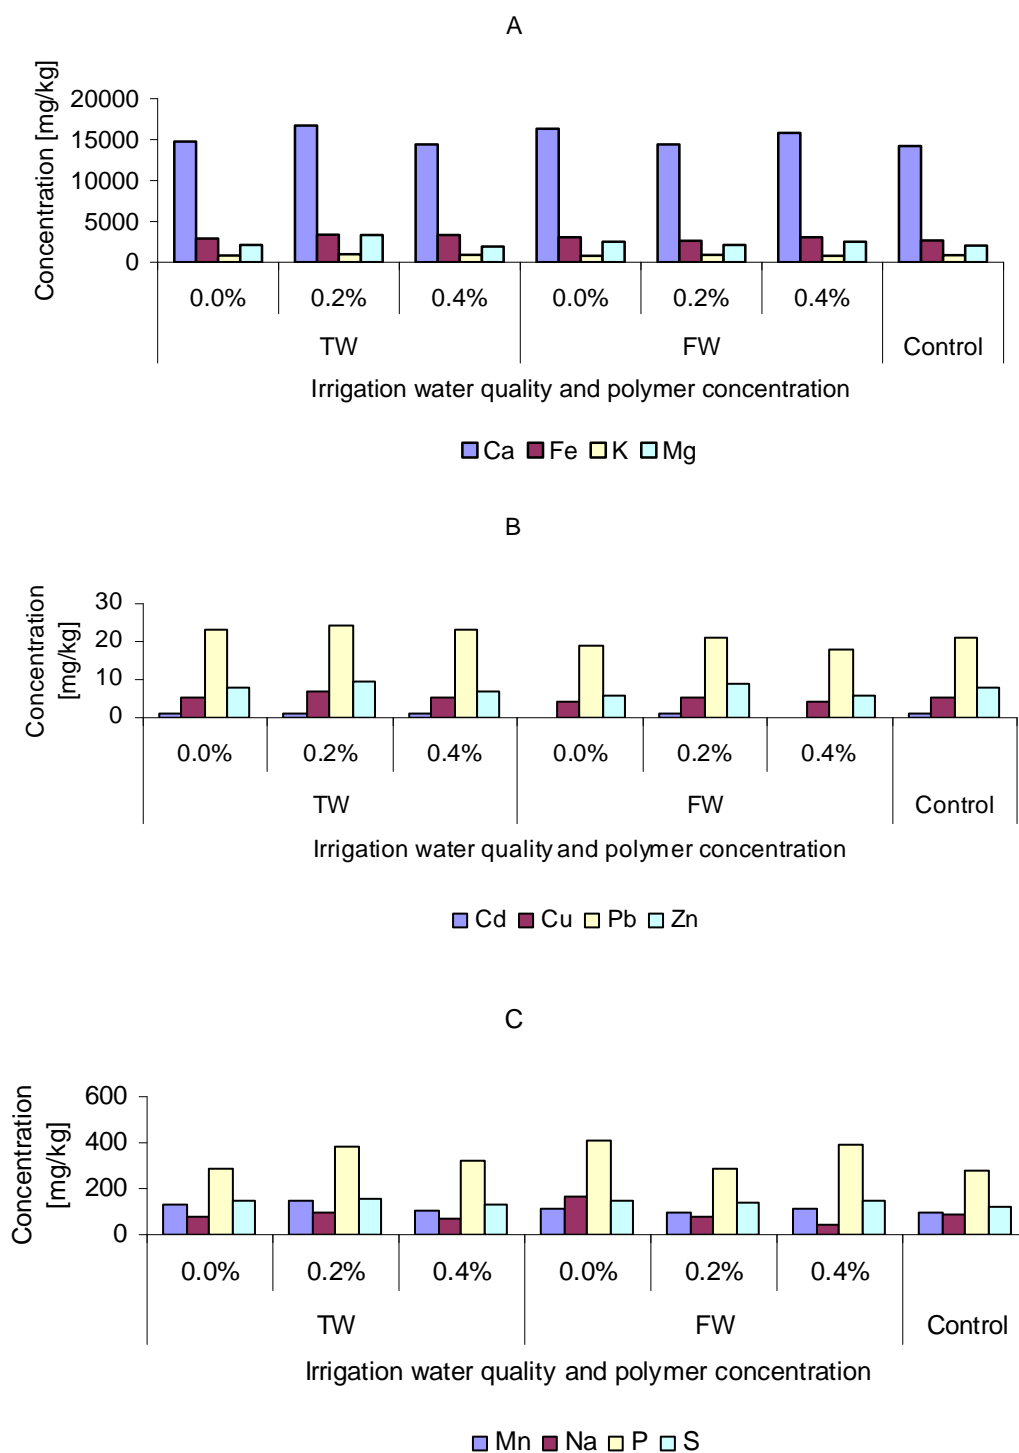 A
Concentration [mg/kg]
20000
15000
10000
5000
0
0.0% 0.2% 0.4% 0.0% 0.2% 0.4%
TW FW Control
Irrigation water quality and polymer concentration
Ca Fe K Mg
B
Concentration
[mg/kg]
30
20
10
0
0.0% 0.2% 0.4% 0.0% 0.2% 0.4%
TW FW Control
Irrigation water quality and polymer concentration
Cd Cu Pb Zn
C
Concentration
[mg/kg]
600
400
200
0
0.0% 0.2% 0.4% 0.0% 0.2% 0.4%
TW FW Control
Irrigation water quality and polymer concentration
Mn Na P S